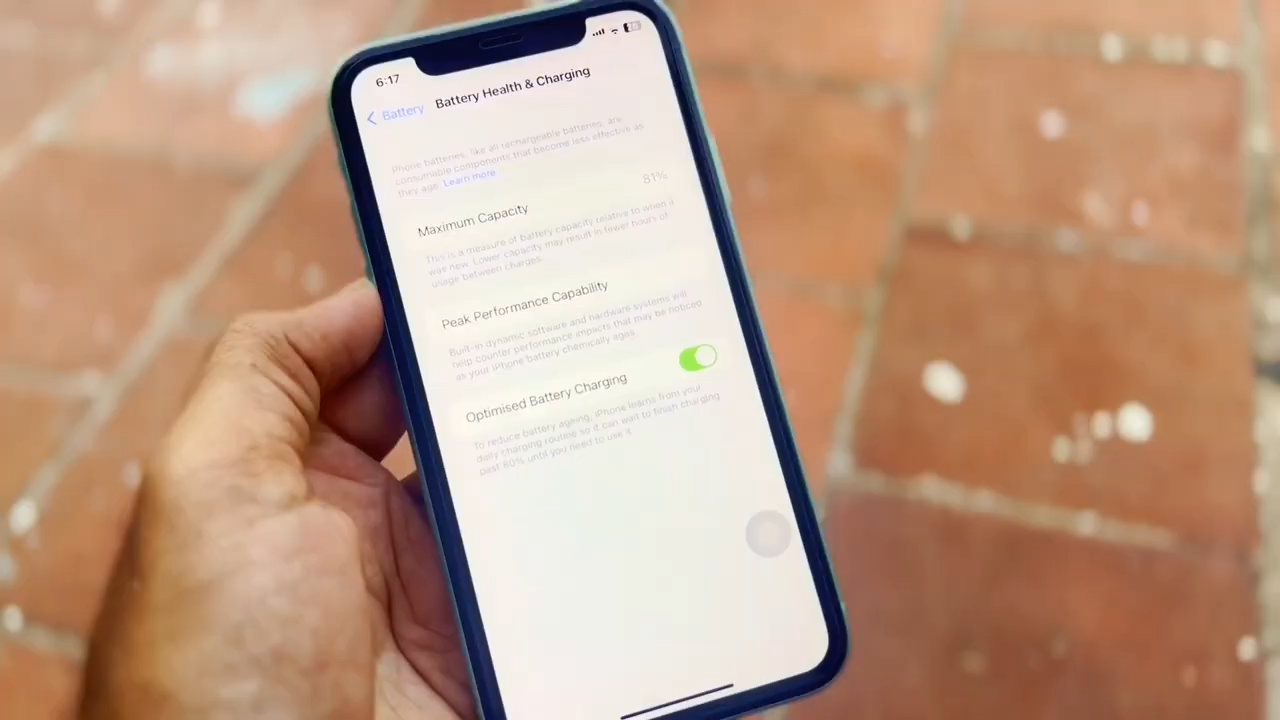 6:17
Battery
Battery Health & Charging
Phone batteries, like all rechargeable batteries, are
consumable components that become less effective as
they age. Learn more
Maximum Capacity
81%
This is a measure of battery capacity relative to when it
was new. Lower capacity may result in fewer hours of
usage between charges.
Peak Performance Capability
Built-in dynamic software and hardware systems will
help counter performance impacts that may be noticed
as your iPhone battery chemically ages.
Optimised Battery Charging
To reduce battery ageing, iPhone learns from your
daily charging routine so it can wait to finish charging
past 80% until you need to use it.